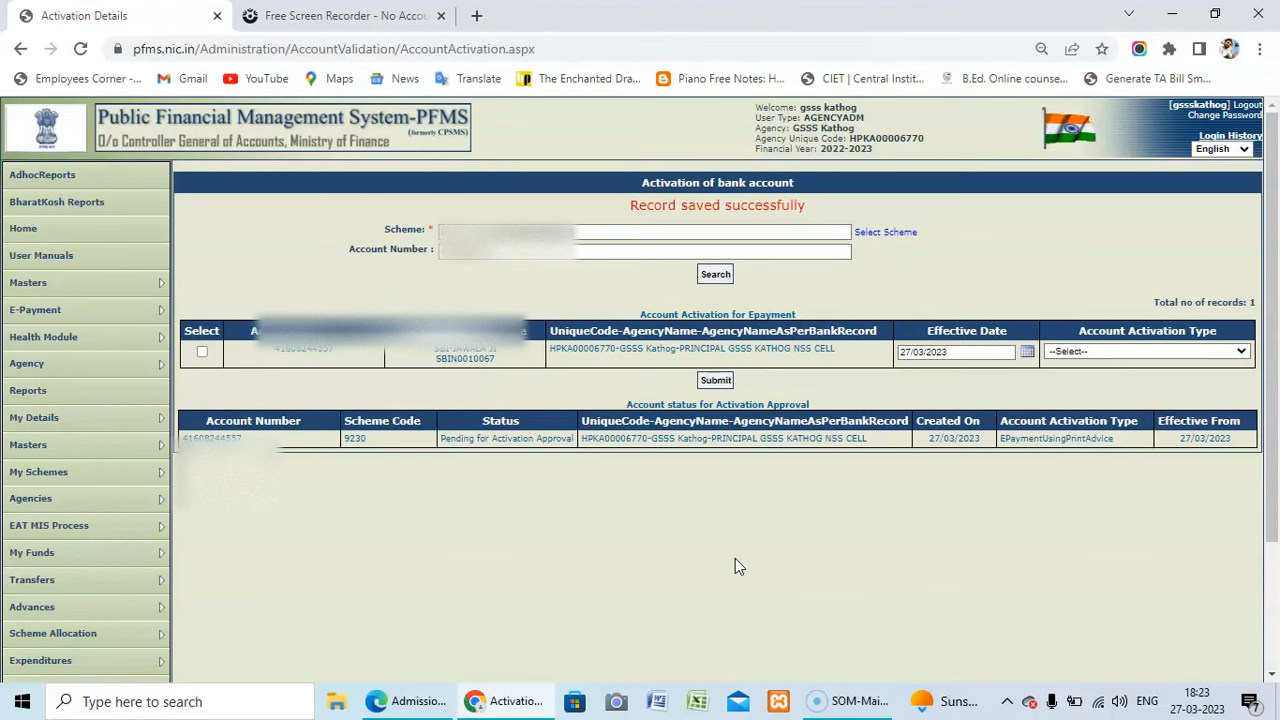 Activation Details
Free Screen Recorder - No Acco
pfms.nic.in/Administration/AccountValidation/AccountActivation.aspx
Employees Corner -...
Gmail
YouTube
Maps
News
Translate
The Enchanted Dra...
Piano Free Notes: H...
CIET | Central Instit...
B.Ed. Online counse...
Generate TA Bill Sm...
Public Financial Management System-PFMS
(formerly CPSMS)
O/o Controller General of Accounts, Ministry of Finance
Welcome: gsss kathog
User Type: AGENCYADM
Agency: GSSS Kathog
Agency Unique Code: HPKA00006770
Financial Year: 2022-2023
[gssskathog] Logout
Change Password
Login History
English
AdhocReports
BharatKosh Reports
Home
User Manuals
Masters
E-Payment
Health Module
Agency
Reports
My Details
Masters
My Schemes
Agencies
EAT MIS Process
My Funds
Transfers
Advances
Scheme Allocation
Expenditures
Activation of bank account
Record saved successfully
Scheme: *
Select Scheme
Account Number :
Search
Total no of records: 1
Account Activation for Epayment
Select
UniqueCode-AgencyName-AgencyNameAsPerBankRecord
Effective Date
Account Activation Type
41608244557
SBIN0010067
HPKA00006770-GSSS Kathog-PRINCIPAL GSSS KATHOG NSS CELL
27/03/2023
--Select--
Submit
Account status for Activation Approval
Account Number
Scheme Code
Status
UniqueCode-AgencyName-AgencyNameAsPerBankRecord
Created On
Account Activation Type
Effective From
41608244557
9230
Pending for Activation Approval
HPKA00006770-GSSS Kathog-PRINCIPAL GSSS KATHOG NSS CELL
27/03/2023
EPaymentUsingPrintAdvice
27/03/2023
Type here to search
Admissio...
Activatio...
SOM-Mai...
Suns...
ENG
18:23
27-03-2023
7